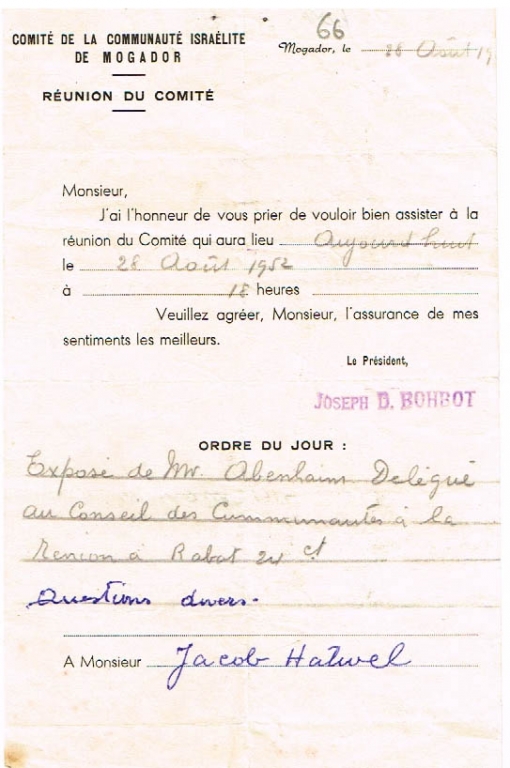 66
COMITÉ DE LA COMMUNAUTÉ ISRAÉLITE
DE MOGADOR
Mogador, le 28 Août 19
RÉUNION DU COMITÉ
Monsieur,
J'ai l'honneur de vous prier de vouloir bien assister à la
réunion du Comité qui aura lieu Aujourd'huit
le 28 Août 1952
à 18 heures
Veuillez agréer, Monsieur, l'assurance de mes
sentiments les meilleurs.
Le Président,
JOSEPH D. BOHBOT
ORDRE DU JOUR :
Exposé de Mr. Abenhaim Délégué
au Conseil des Communautés à la
à Rabat 24 ct
Questions divers.
A Monsieur Jacob Hatwel